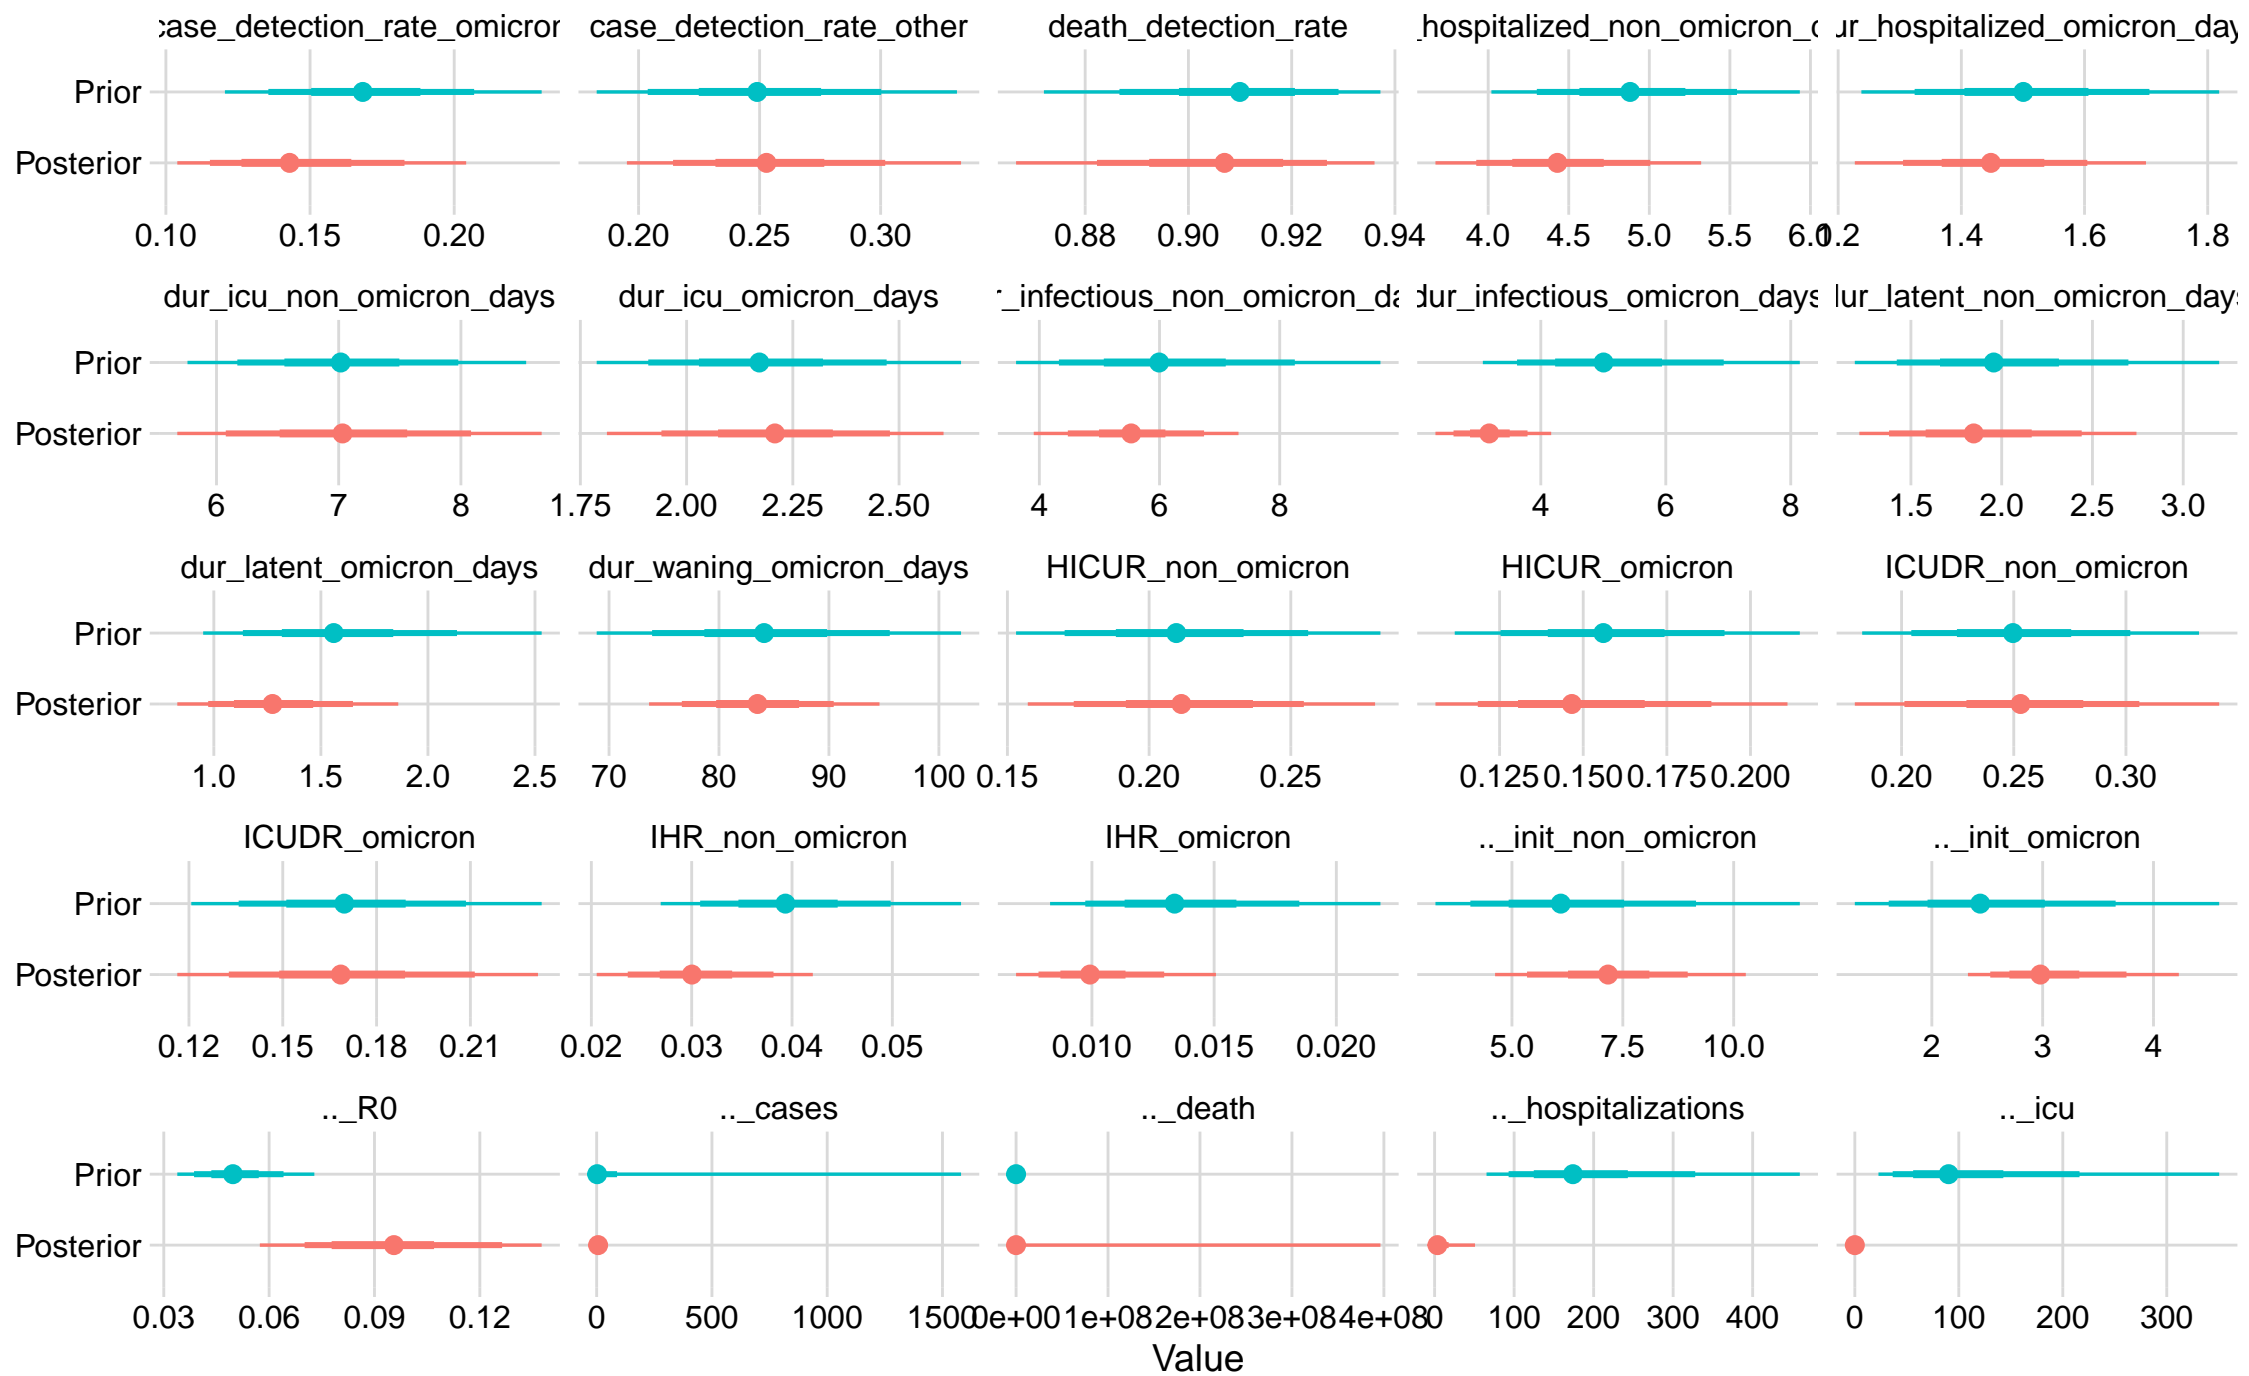 case_detection_rate_omicron case_detection_rate_other death_detection_rate _hospitalized_non_omicron_ ur_hospitalized_omicron_day
Prior
Posterior
0.10 0.15 0.20 0.20 0.25 0.30 0.88 0.90 0.92 0.94 4.0 4.5 5.0 5.5 6.0 1.2 1.4 1.6 1.8
dur_icu_non_omicron_days dur_icu_omicron_days r_infectious_non_omicron_da dur_infectious_omicron_days dur_latent_non_omicron_days
Prior
Posterior
6 7 8 1.75 2.00 2.25 2.50 4 6 8 4 6 8 1.5 2.0 2.5 3.0
dur_latent_omicron_days dur_waning_omicron_days HICUR_non_omicron HICUR_omicron ICUDR_non_omicron
Prior
Posterior
1.0 1.5 2.0 2.5 70 80 90 100 0.15 0.20 0.25 0.125 0.150 0.175 0.200 0.20 0.25 0.30
ICUDR_omicron IHR_non_omicron IHR_omicron .._init_non_omicron .._init_omicron
Prior
Posterior
0.12 0.15 0.18 0.21 0.02 0.03 0.04 0.05 0.010 0.015 0.020 5.0 7.5 10.0 2 3 4
.._R0 .._cases .._death .._hospitalizations .._icu
Prior
Posterior
0.03 0.06 0.09 0.12 0 500 1000 1500 0e+00 1e+08 2e+08 3e+08 4e+08 0 100 200 300 400 0 100 200 300
Value